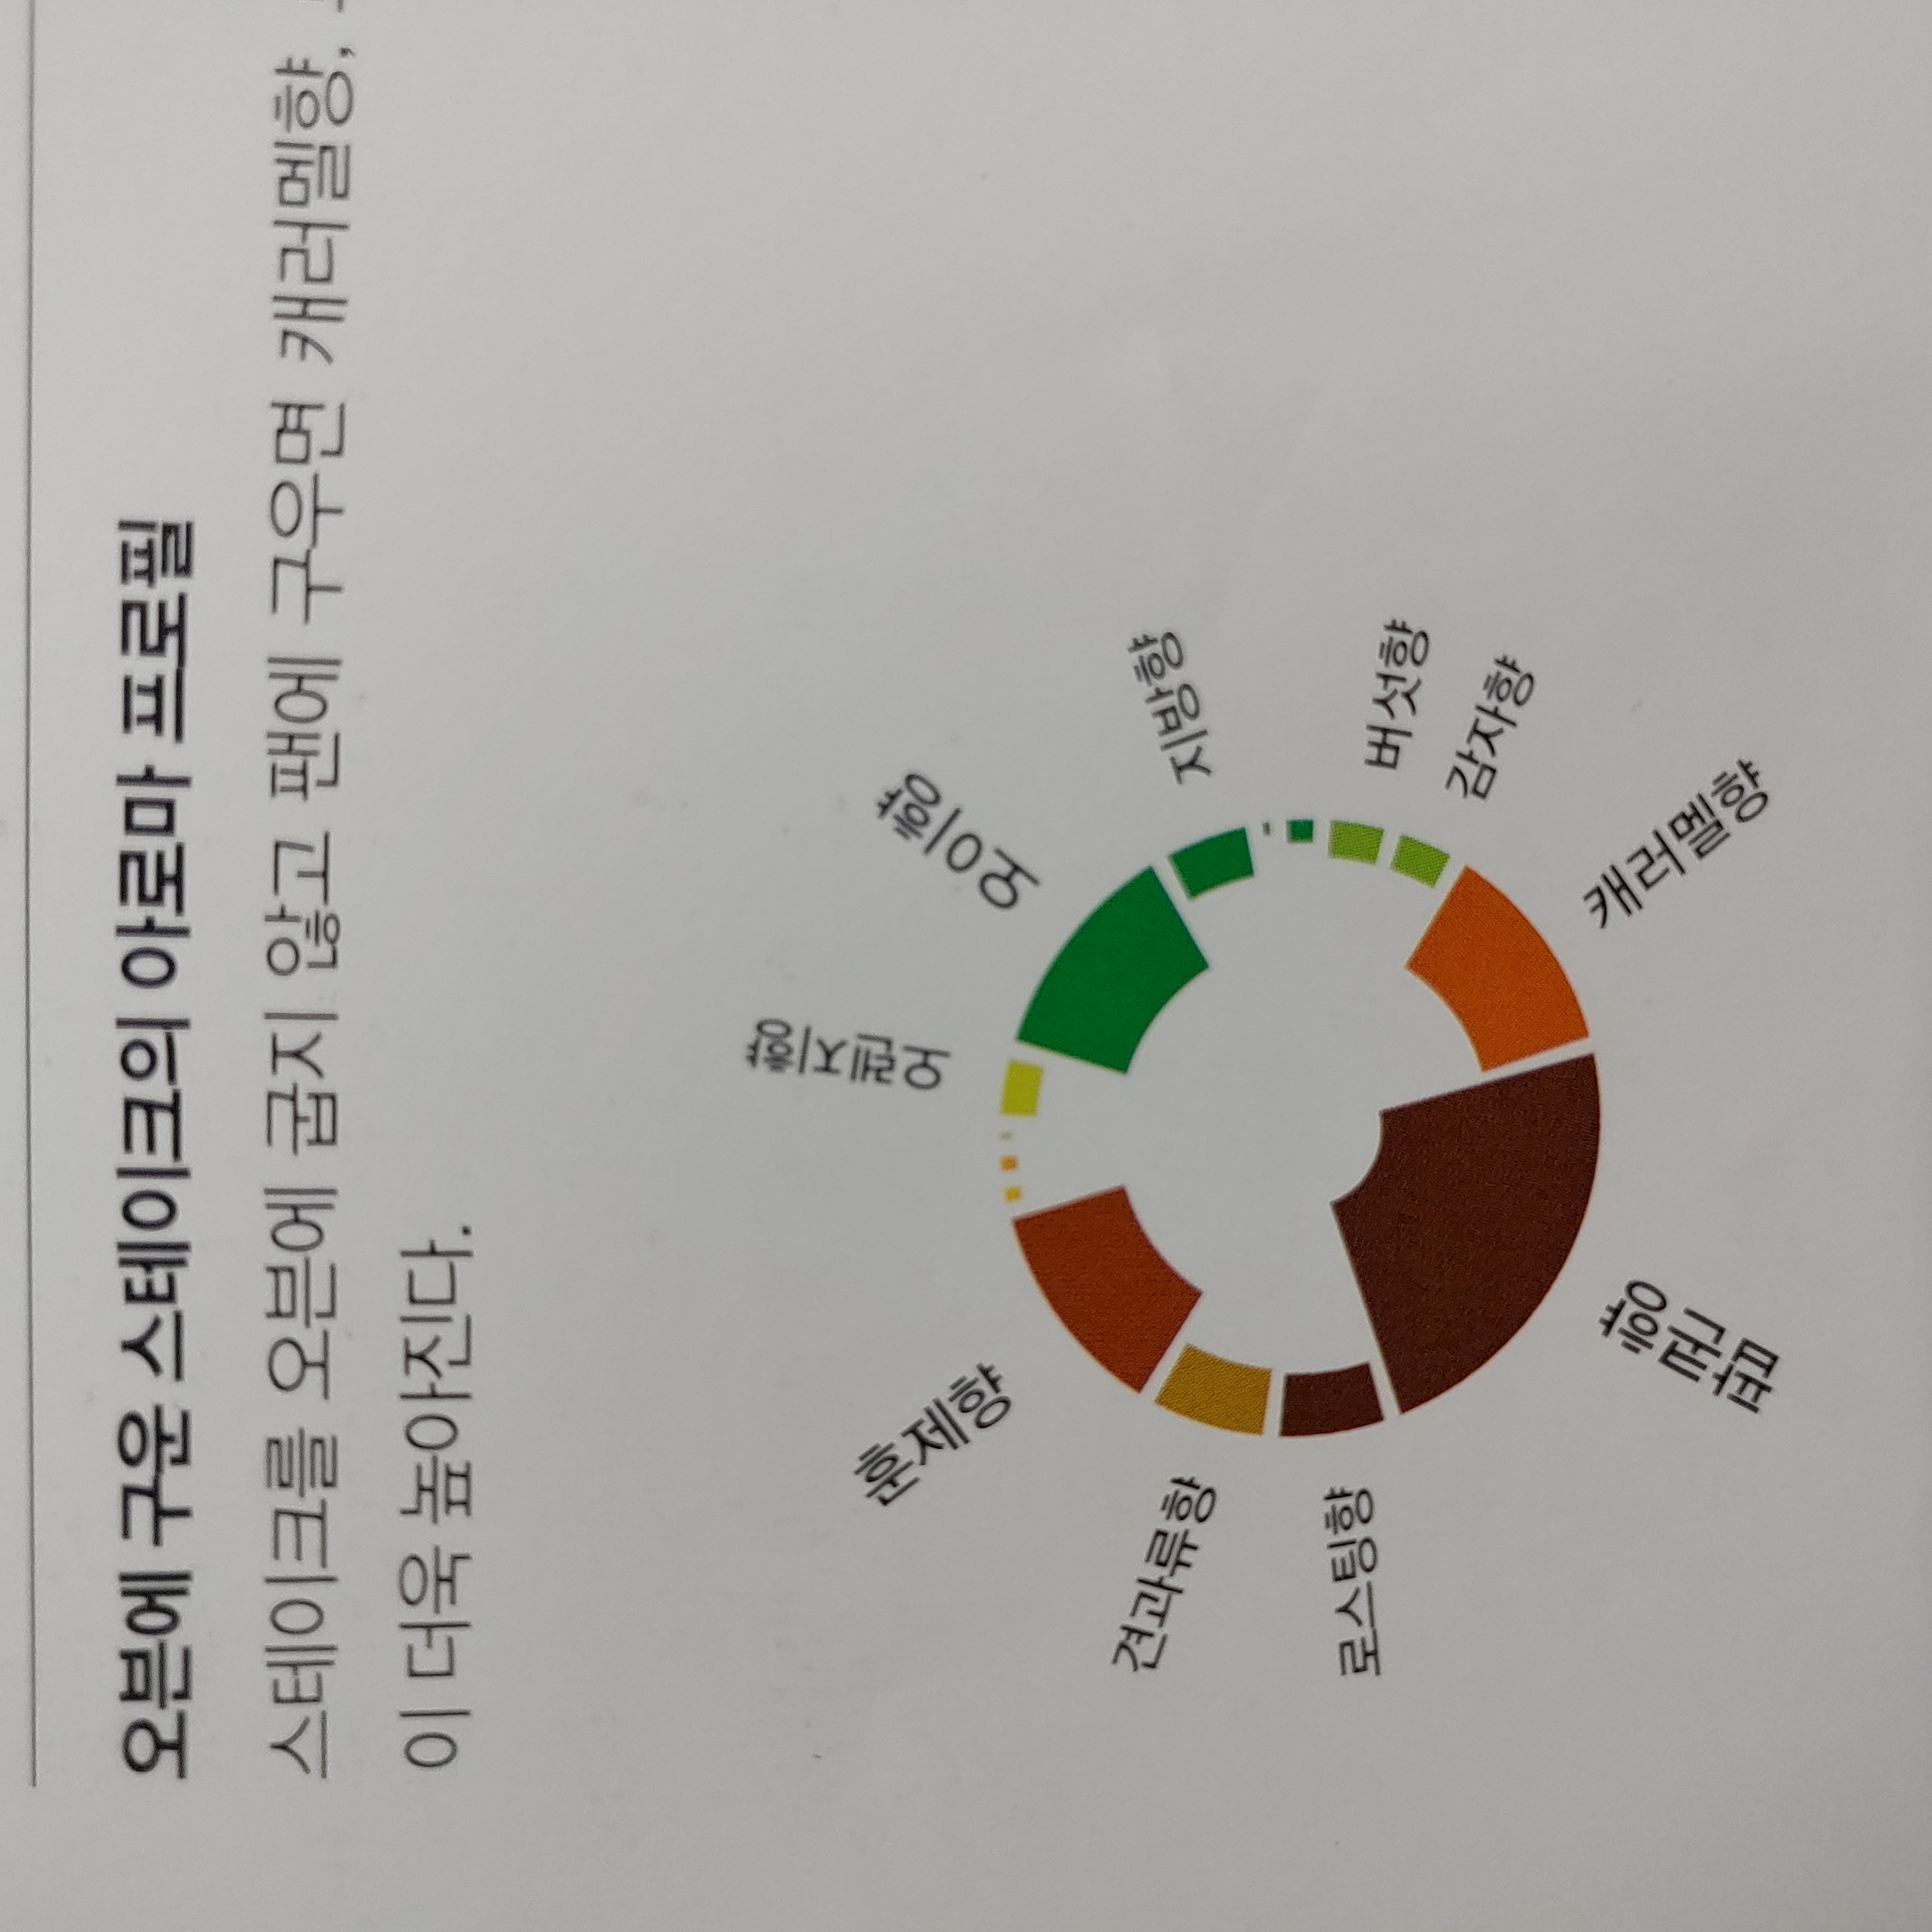 오븐에 구운 스테이크의 아로마 프로필
스테이크를 오븐에 굽지 않고 팬에 구우면 캐러멜향,
이 더욱 높아진다.
오렌지향
오이향
지방향
버섯향
감자향
캐러멜향
팝콘향
로스팅향
견과류향
훈제향